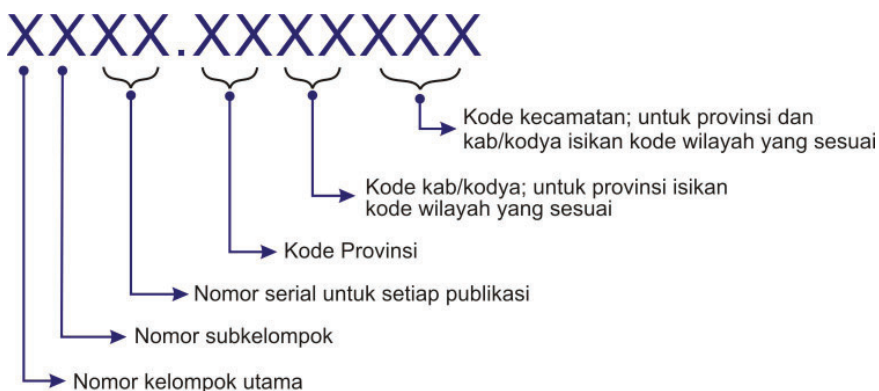 XXXX.XXXXXXX
Kode kecamatan; untuk provinsi dan
kab/kodya isikan kode wilayah yang sesuai
Kode kab/kodya; untuk provinsi isikan
kode wilayah yang sesuai
Kode Provinsi
Nomor serial untuk setiap publikasi
Nomor subkelompok
Nomor kelompok utama